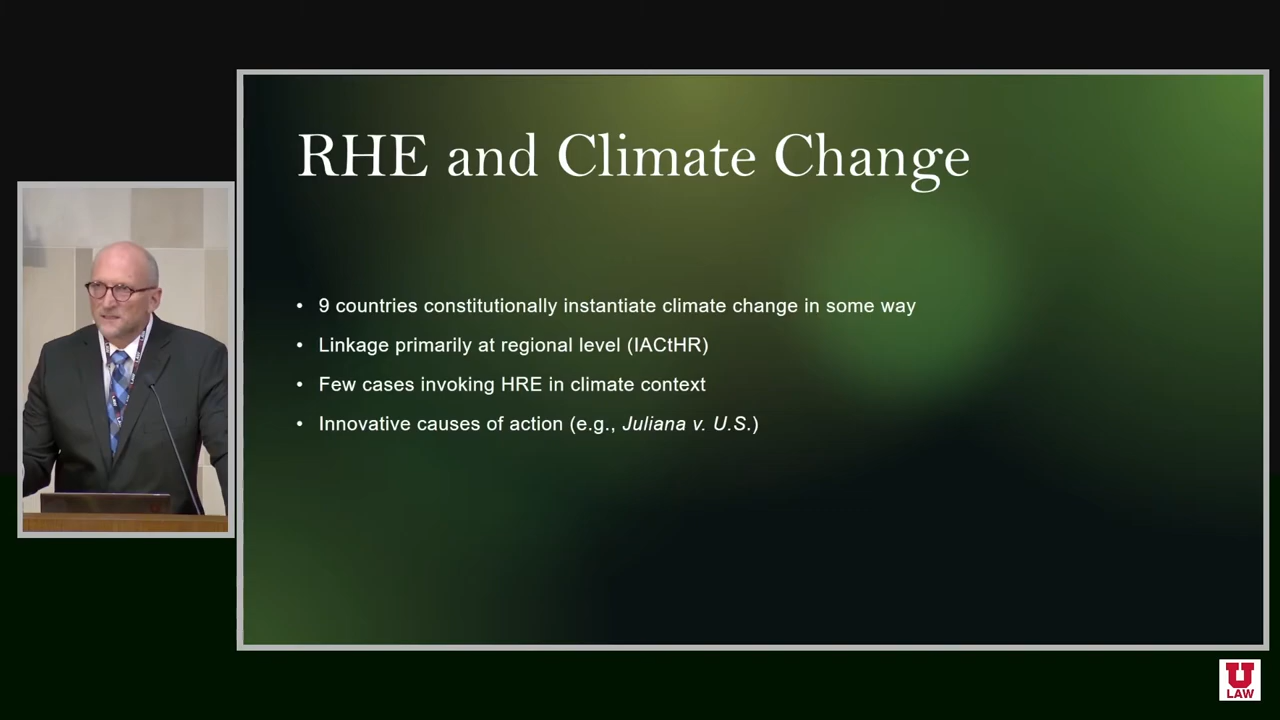 RHE and Climate Change
• 9 countries constitutionally instantiate climate change in some way
• Linkage primarily at regional level (IACtHR)
• Few cases invoking HRE in climate context
• Innovative causes of action (e.g., Juliana v. U.S.)
U
LAW